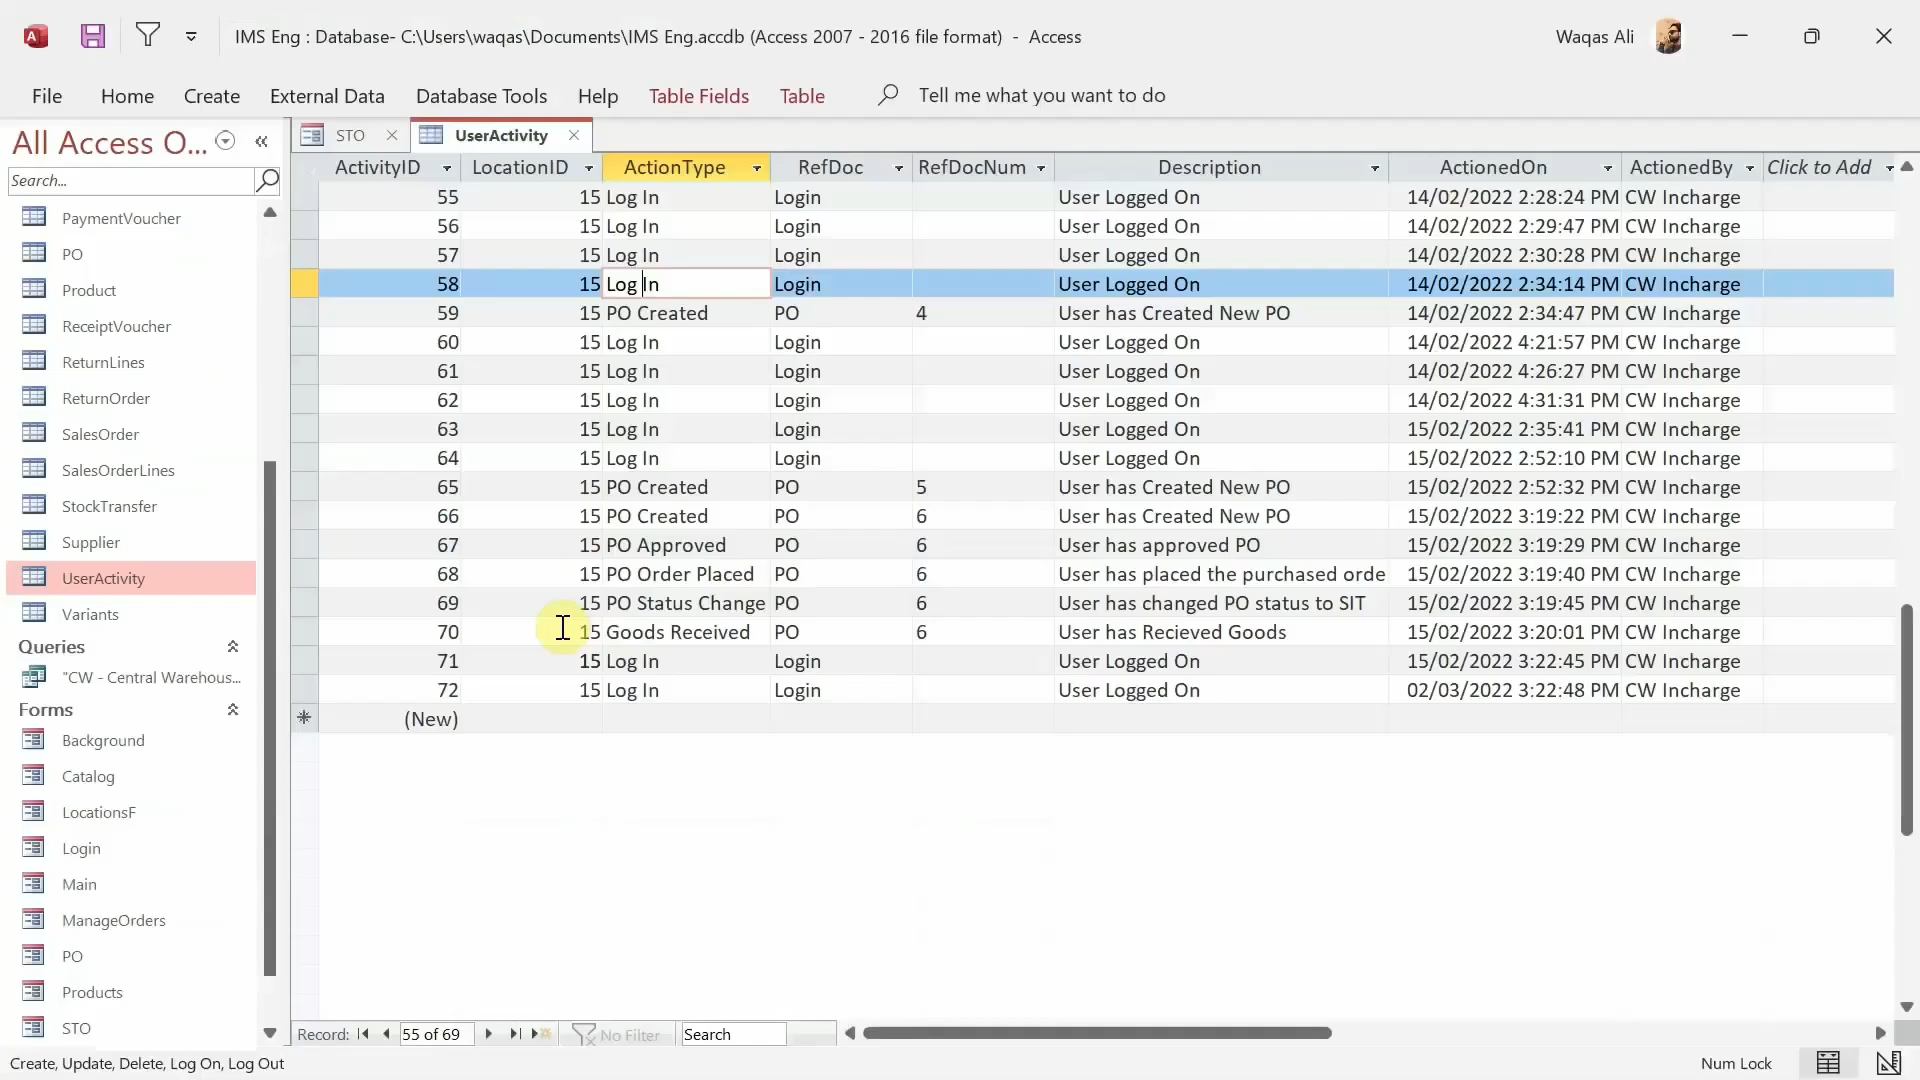 IMS Eng : Database- C:\Users\waqas\Documents\IMS Eng.accdb (Access 2007 - 2016 file format)  -  Access
Waqas Ali
File Home Create External Data Database Tools Help Table Fields Table Tell me what you want to do
All Access O...
Search...
PaymentVoucher
PO
Product
ReceiptVoucher
ReturnLines
ReturnOrder
SalesOrder
SalesOrderLines
StockTransfer
Supplier
UserActivity
Variants
Queries
"CW - Central Warehous...
Forms
Background
Catalog
LocationsF
Login
Main
ManageOrders
PO
Products
STO
STO UserActivity
ActivityID LocationID ActionType RefDoc RefDocNum Description ActionedOn ActionedBy Click to Add
55 15 Log In Login User Logged On 14/02/2022 2:28:24 PM CW Incharge
56 15 Log In Login User Logged On 14/02/2022 2:29:47 PM CW Incharge
57 15 Log In Login User Logged On 14/02/2022 2:30:28 PM CW Incharge
58 15 Log In Login User Logged On 14/02/2022 2:34:14 PM CW Incharge
59 15 PO Created PO 4 User has Created New PO 14/02/2022 2:34:47 PM CW Incharge
60 15 Log In Login User Logged On 14/02/2022 4:21:57 PM CW Incharge
61 15 Log In Login User Logged On 14/02/2022 4:26:27 PM CW Incharge
62 15 Log In Login User Logged On 14/02/2022 4:31:31 PM CW Incharge
63 15 Log In Login User Logged On 15/02/2022 2:35:41 PM CW Incharge
64 15 Log In Login User Logged On 15/02/2022 2:52:10 PM CW Incharge
65 15 PO Created PO 5 User has Created New PO 15/02/2022 2:52:32 PM CW Incharge
66 15 PO Created PO 6 User has Created New PO 15/02/2022 3:19:22 PM CW Incharge
67 15 PO Approved PO 6 User has approved PO 15/02/2022 3:19:29 PM CW Incharge
68 15 PO Order Placed PO 6 User has placed the purchased orde 15/02/2022 3:19:40 PM CW Incharge
69 15 PO Status Change PO 6 User has changed PO status to SIT 15/02/2022 3:19:45 PM CW Incharge
70 15 Goods Received PO 6 User has Recieved Goods 15/02/2022 3:20:01 PM CW Incharge
71 15 Log In Login User Logged On 15/02/2022 3:22:45 PM CW Incharge
72 15 Log In Login User Logged On 02/03/2022 3:22:48 PM CW Incharge
(New)
Record: 55 of 69 No Filter Search
Create, Update, Delete, Log On, Log Out
Num Lock